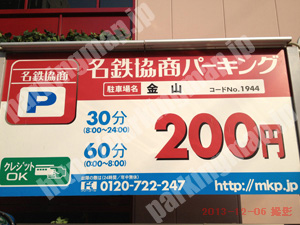 名鉄協商
P
名鉄協商パーキング
駐車場名 金山 コードNo.1944
30分
(8:00~24:00)
60分
(0:00~8:00)
200円
クレジット
OK
0120-722-247
http://mkp.jp
2013-12-06 撮影
parkingmap.jp